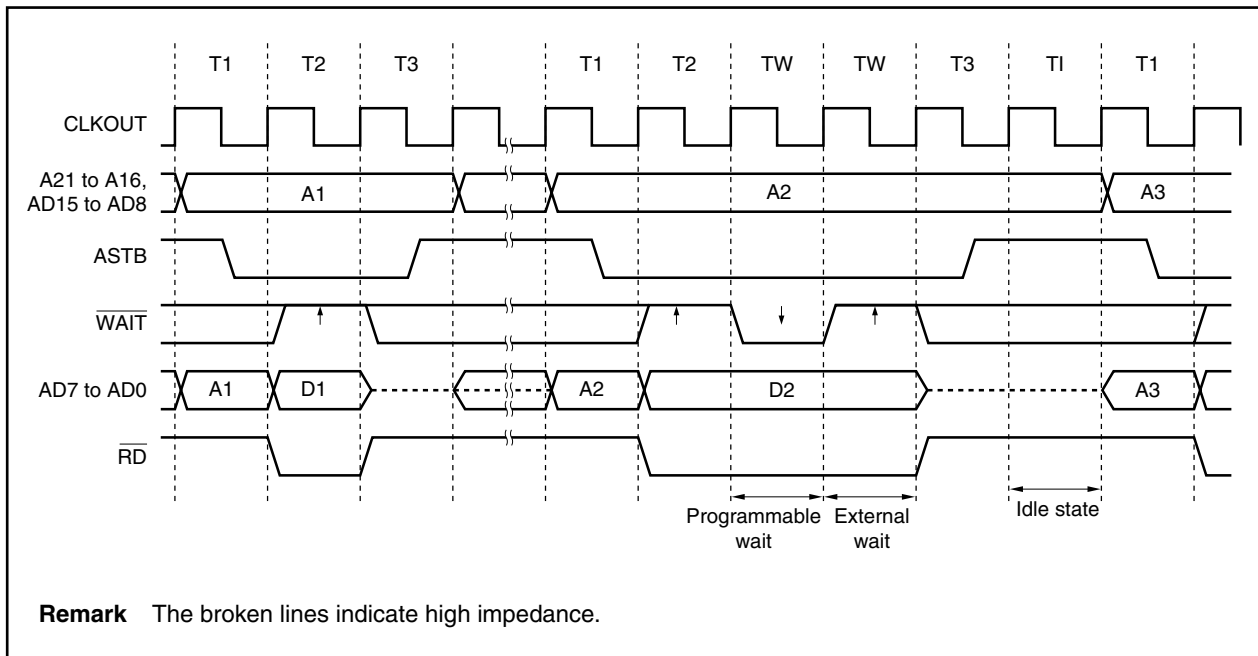 T1 T2 T3 T1 T2 TW TW T3 TI T1
CLKOUT
A21 to A16,
AD15 to AD8
A1 A2 A3
ASTB
WAIT
AD7 to AD0 A1 D1 A2 D2 A3
RD
Programmable
wait
External
wait
Idle state
Remark The broken lines indicate high impedance.